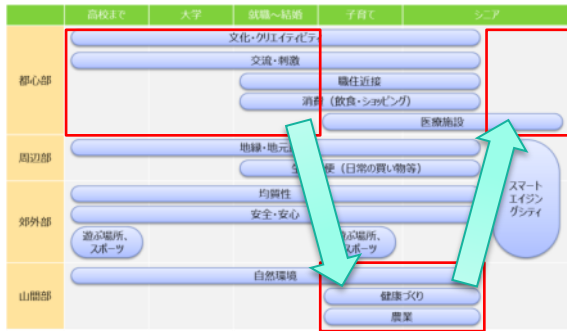 高校まで 大学 就職～結婚 子育て シニア
都心部
文化・クリエイティビティ
交流・刺激
職住近接
消費（飲食・ショッピング）
医療施設
周辺部
地縁・地元
便（日常の買い物等）
スマート
エイジン
グシティ
郊外部
均質性
安全・安心
遊ぶ場所、
スポーツ
ぶ場所、
ポーツ
山間部
自然環境
健康づくり
農業